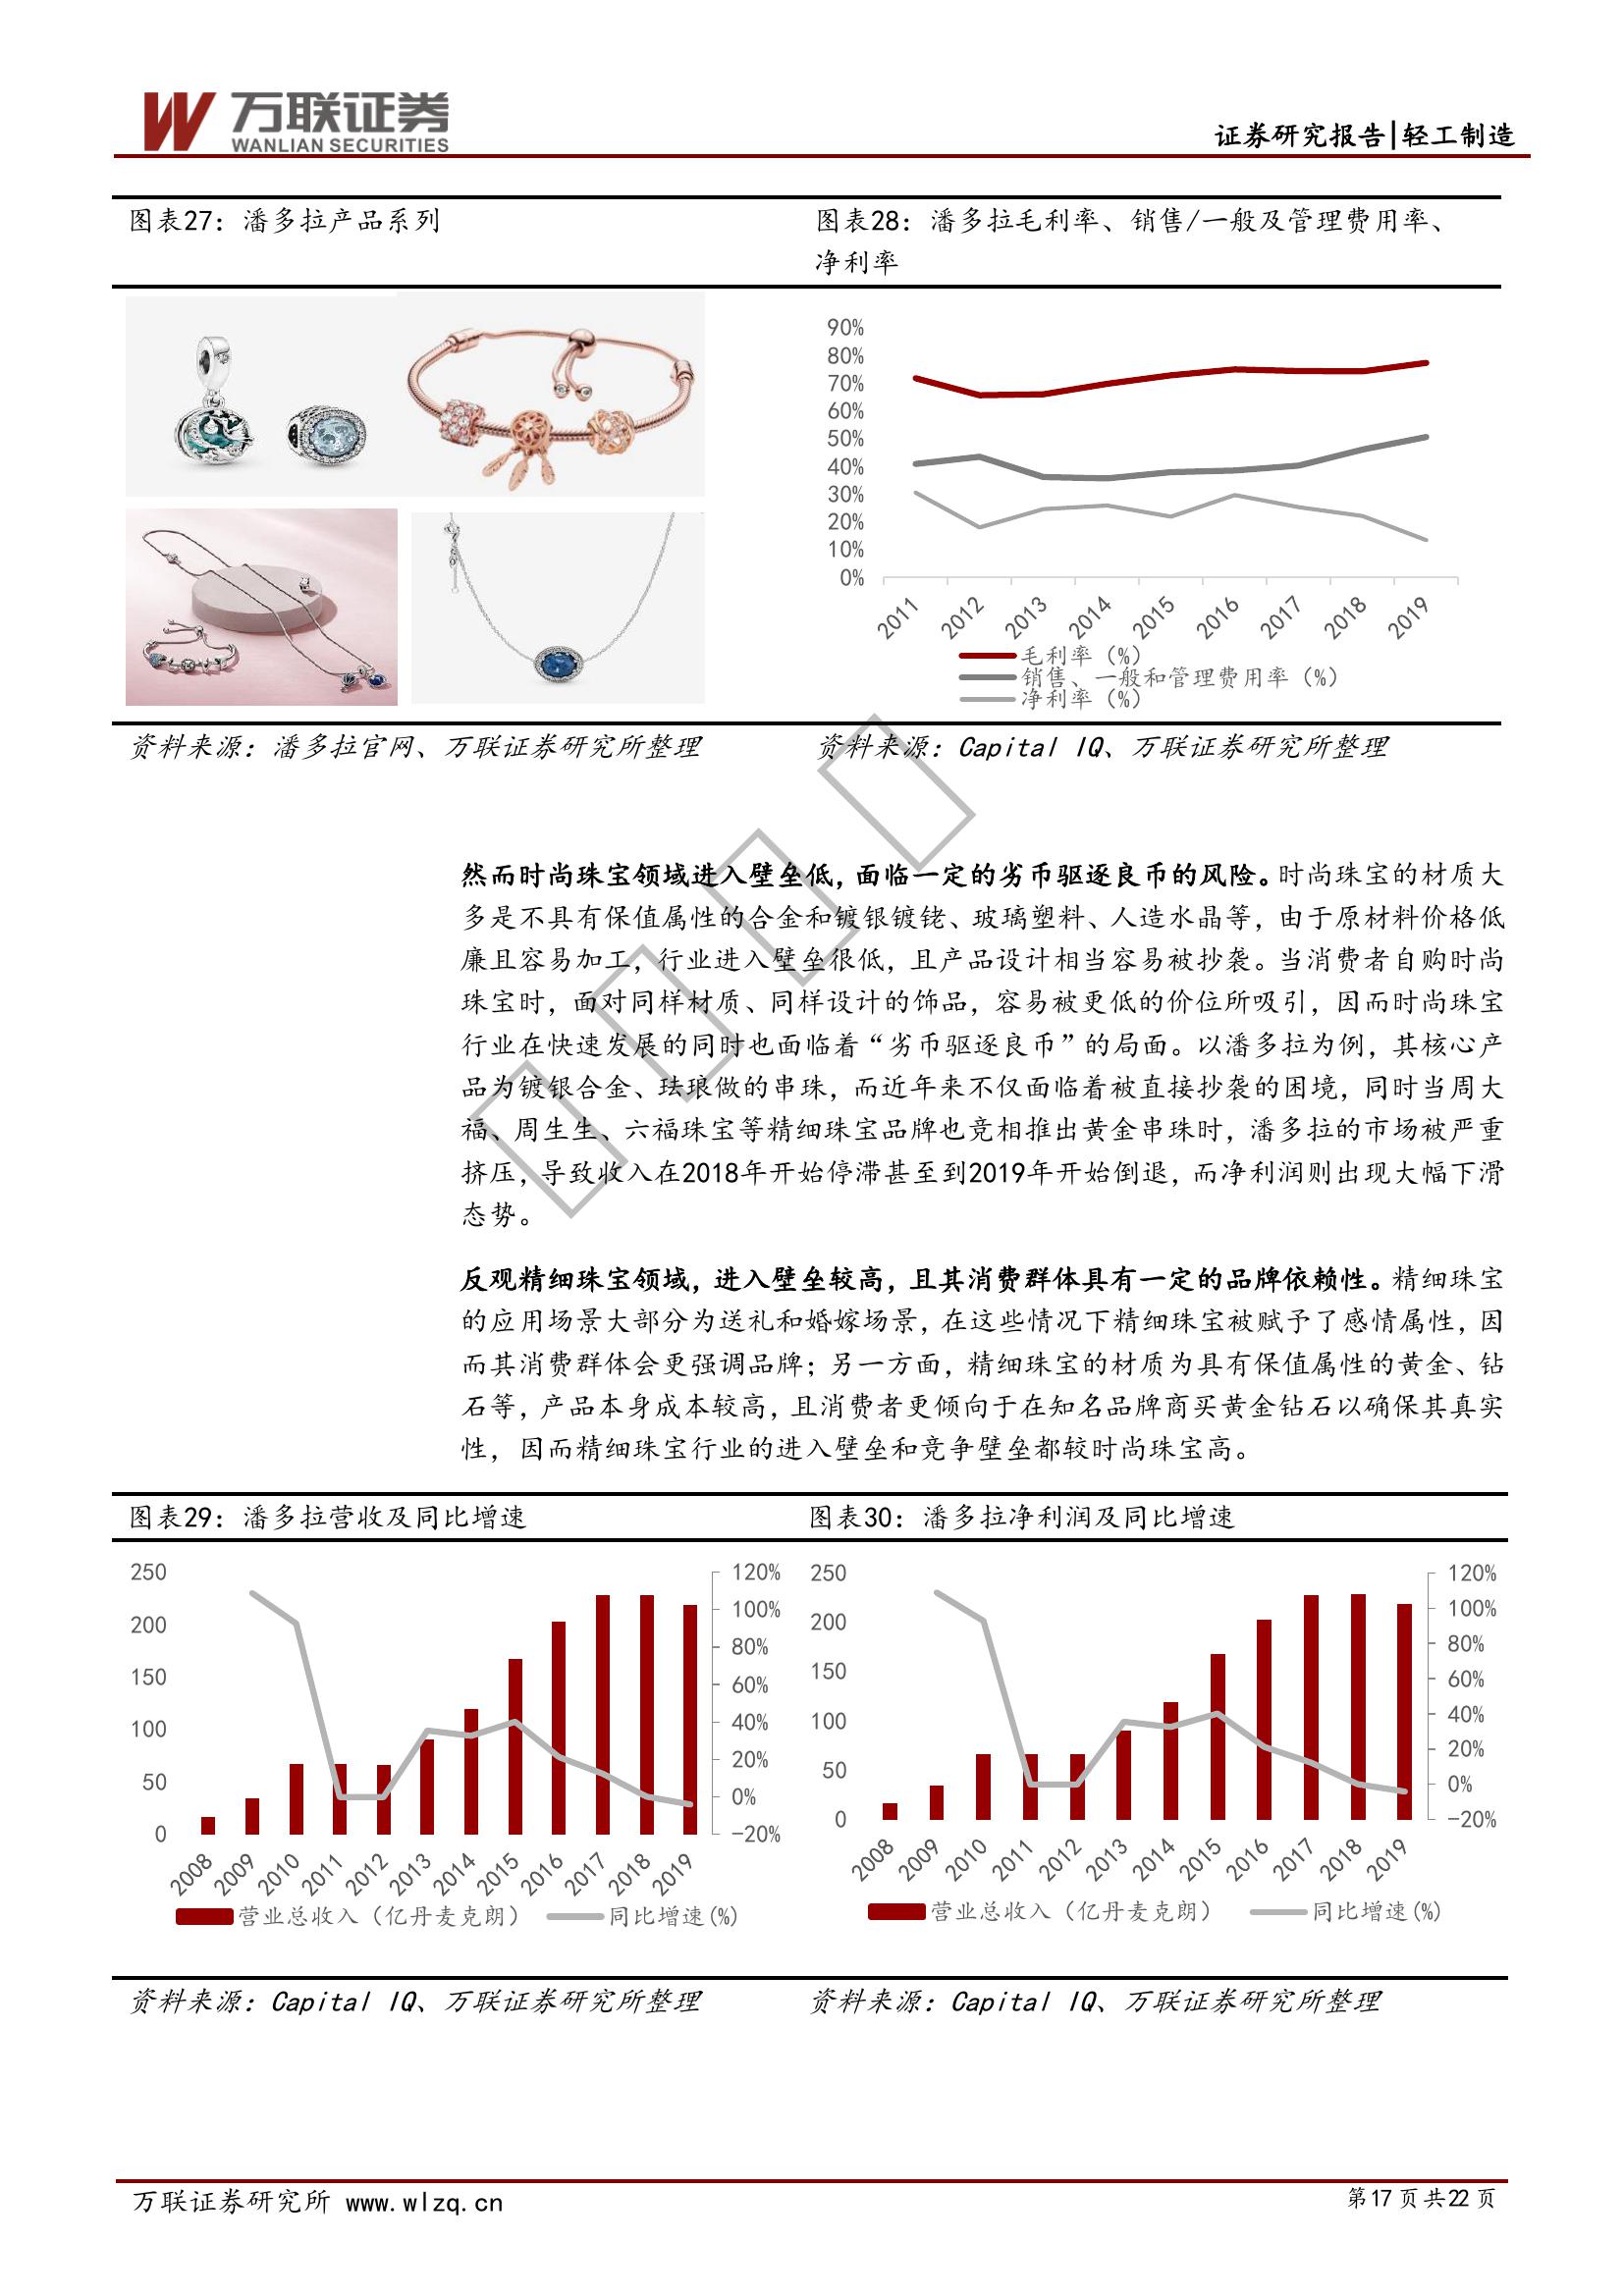 万联证券
WANLIAN SECURITIES
证券研究报告|轻工制造
图表27：潘多拉产品系列
图表28：潘多拉毛利率、销售/一般及管理费用率、
净利率
90%
80%
70%
60%
50%
40%
30%
20%
10%
0%
2011 2012 2013 2014 2015 2016 2017 2018 2019
毛利率（%）
销售、一般和管理费用率（%）
净利率（%）
资料来源：潘多拉官网、万联证券研究所整理
资料来源：Capital IQ、万联证券研究所整理
然而时尚珠宝领域进入壁垒低，面临一定的劣币驱逐良币的风险。时尚珠宝的材质大
多是不具有保值属性的合金和镀银镀铑、玻璃塑料、人造水晶等，由于原材料价格低
廉且容易加工，行业进入壁垒很低，且产品设计相当容易被抄袭。当消费者自购时尚
珠宝时，面对同样材质、同样设计的饰品，容易被更低的价位所吸引，因而时尚珠宝
行业在快速发展的同时也面临着“劣币驱逐良币”的局面。以潘多拉为例，其核心产
品为镀银合金、珐琅做的串珠，而近年来不仅面临着被直接抄袭的困境，同时当周大
福、周生生、六福珠宝等精细珠宝品牌也竞相推出黄金串珠时，潘多拉的市场被严重
挤压，导致收入在2018年开始停滞甚至到2019年开始倒退，而净利润则出现大幅下滑
态势。
反观精细珠宝领域，进入壁垒较高，且其消费群体具有一定的品牌依赖性。精细珠宝
的应用场景大部分为送礼和婚嫁场景，在这些情况下精细珠宝被赋予了感情属性，因
而其消费群体会更强调品牌；另一方面，精细珠宝的材质为具有保值属性的黄金、钻
石等，产品本身成本较高，且消费者更倾向于在知名品牌商买黄金钻石以确保其真实
性，因而精细珠宝行业的进入壁垒和竞争壁垒都较时尚珠宝高。
图表29：潘多拉营收及同比增速
250
200
150
100
50
0
120%
100%
80%
60%
40%
20%
0%
-20%
2008 2009 2010 2011 2012 2013 2014 2015 2016 2017 2018 2019
营业总收入（亿丹麦克朗） 同比增速(%)
图表30：潘多拉净利润及同比增速
250
200
150
100
50
0
120%
100%
80%
60%
40%
20%
0%
-20%
2008 2009 2010 2011 2012 2013 2014 2015 2016 2017 2018 2019
营业总收入（亿丹麦克朗） 同比增速(%)
资料来源：Capital IQ、万联证券研究所整理
资料来源：Capital IQ、万联证券研究所整理
万联证券研究所 www.wlzq.cn
第17页共22页